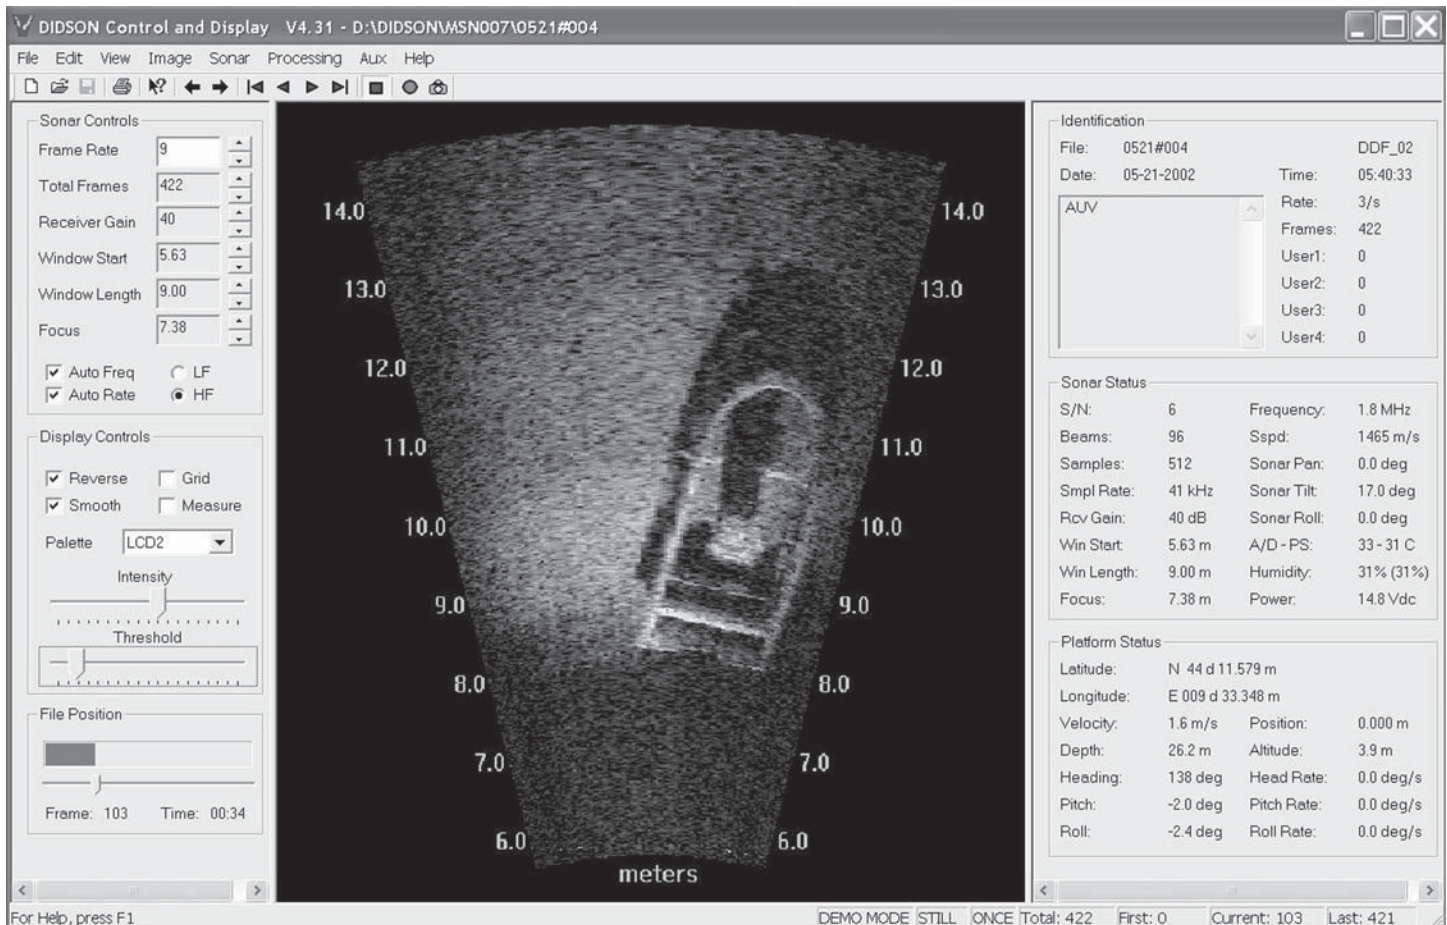 DIDSON Control and Display V4.31 - D:\DIDSON\MSN007\0521#004
File Edit View Image Sonar Processing Aux Help
Sonar Controls
Frame Rate 9
Total Frames 422
Receiver Gain 40
Window Start 5.63
Window Length 9.00
Focus 7.38
Auto Freq LF
Auto Rate HF
Display Controls
Reverse Grid
Smooth Measure
Palette LCD2
Intensity
Threshold
File Position
Frame: 103 Time: 00:34
14.0 14.0
13.0 13.0
12.0 12.0
11.0 11.0
10.0 10.0
9.0 9.0
8.0 8.0
7.0 7.0
6.0 6.0
meters
Identification
File: 0521#004 DDF_02
Date: 05-21-2002 Time: 05:40:33
AUV
Rate: 3/s
Frames: 422
User1: 0
User2: 0
User3: 0
User4: 0
Sonar Status
S/N: 6 Frequency: 1.8 MHz
Beams: 96 Sspd: 1465 m/s
Samples: 512 Sonar Pan: 0.0 deg
Smpl Rate: 41 kHz Sonar Tilt: 17.0 deg
Rcv Gain: 40 dB Sonar Roll: 0.0 deg
Win Start: 5.63 m A/D - PS: 33 - 31 C
Win Length: 9.00 m Humidity: 31% (31%)
Focus: 7.38 m Power: 14.8 Vdc
Platform Status
Latitude: N 44 d 11.579 m
Longitude: E 009 d 33.348 m
Velocity: 1.6 m/s Position: 0.000 m
Depth: 26.2 m Altitude: 3.9 m
Heading: 138 deg Head Rate: 0.0 deg/s
Pitch: -2.0 deg Pitch Rate: 0.0 deg/s
Roll: -2.4 deg Roll Rate: 0.0 deg/s
For Help, press F1 DEMO MODE STILL ONCE Total: 422 First: 0 Current: 103 Last: 421